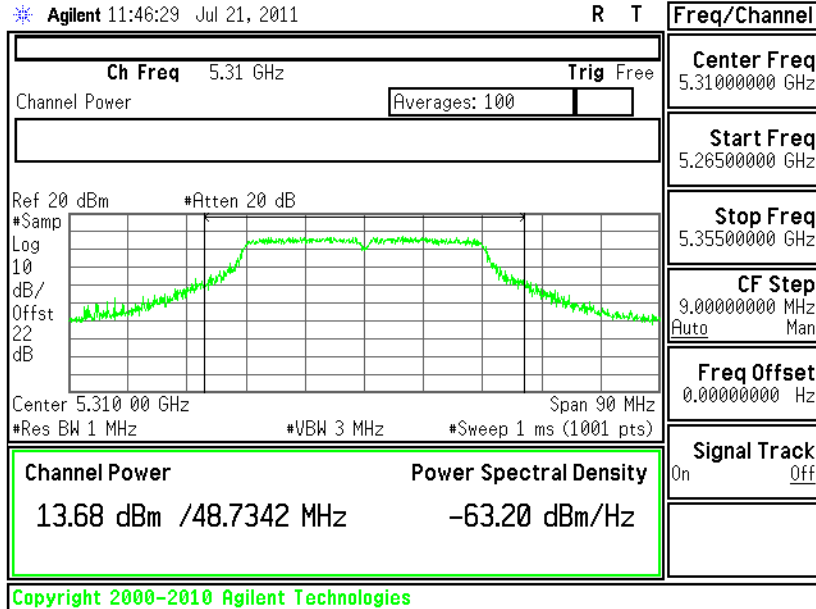 Agilent 11:46:29 Jul 21, 2011 R T
Freq/Channel
Ch Freq 5.31 GHz Trig Free
Channel Power Averages: 100
Center Freq
5.31000000 GHz
Start Freq
5.26500000 GHz
Stop Freq
5.35500000 GHz
CF Step
9.00000000 MHz
Auto Man
Freq Offset
0.00000000 Hz
Signal Track
On Off
Ref 20 dBm #Atten 20 dB
#Samp
Log
10
dB/
Offst
22
dB
Center 5.310 00 GHz Span 90 MHz
#Res BW 1 MHz #VBW 3 MHz #Sweep 1 ms (1001 pts)
Channel Power Power Spectral Density
13.68 dBm /48.7342 MHz -63.20 dBm/Hz
Copyright 2000-2010 Agilent Technologies